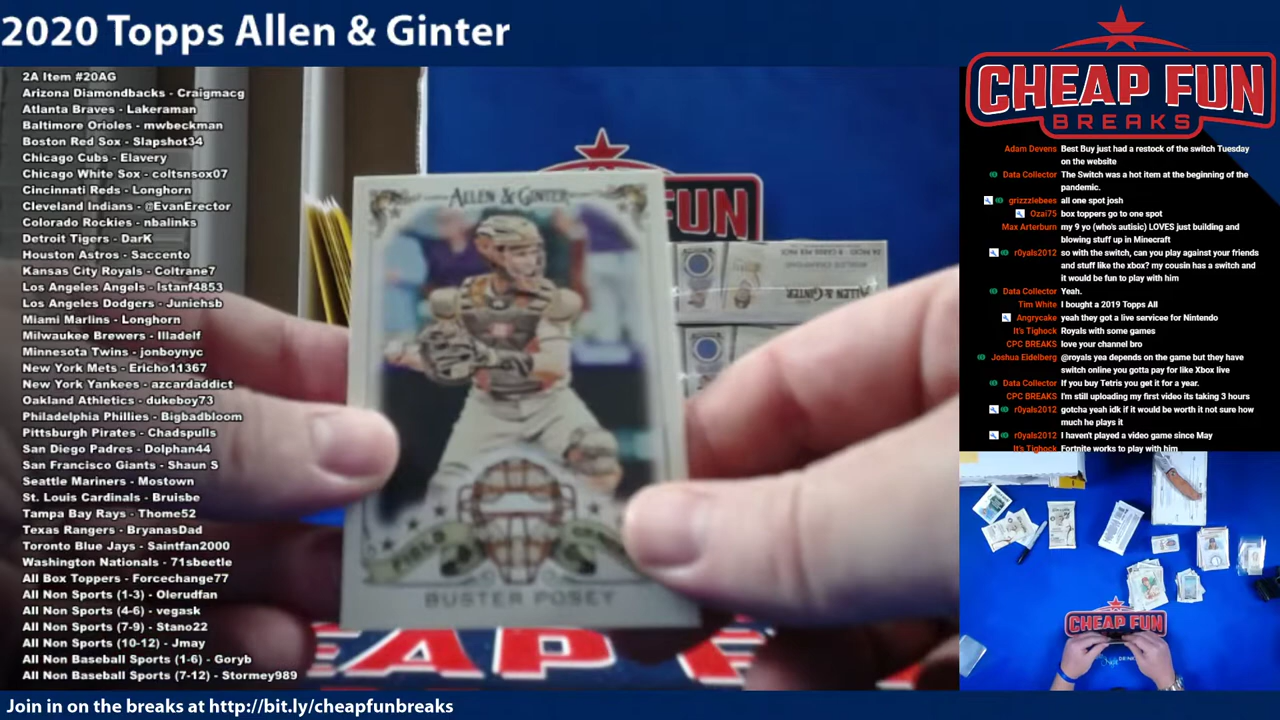 2020 Topps Allen & Ginter
2A Item #20AG
Arizona Diamondbacks - Craigmacg
Atlanta Braves - Lakeraman
Baltimore Orioles - mwbeckman
Boston Red Sox - Slapshot34
Chicago Cubs - Elavery
Chicago White Sox - coltsnsox07
Cincinnati Reds - Longhorn
Cleveland Indians - @EvanErector
Colorado Rockies - nbalinks
Detroit Tigers - DarK
Houston Astros - Saccento
Kansas City Royals - Coltrane7
Los Angeles Angels - Istanf4853
Los Angeles Dodgers - Juniehsb
Miami Marlins - Longhorn
Milwaukee Brewers - Illadelf
Minnesota Twins - jonboynyc
New York Mets - Ericho11367
New York Yankees - azcardaddict
Oakland Athletics - dukeboy73
Philadelphia Phillies - Bigbadbloom
Pittsburgh Pirates - Chadspulls
San Diego Padres - Dolphan44
San Francisco Giants - Shaun S
Seattle Mariners - Mostown
St. Louis Cardinals - Bruisbe
Tampa Bay Rays - Thome52
Texas Rangers - BryanasDad
Toronto Blue Jays - Saintfan2000
Washington Nationals - 71sbeetle
All Box Toppers - Forcechange77
All Non Sports (1-3) - Olerudfan
All Non Sports (4-6) - vegask
All Non Sports (7-9) - Stano22
All Non Sports (10-12) - Jmay
All Non Baseball Sports (1-6) - Goryb
All Non Baseball Sports (7-12) - Stormey989
ALLEN & GINTER
FIELD
BUSTER POSEY
FUN
ALLEN & GINTER
AP
CHEAP FUN
BREAKS
Adam Devens Best Buy just had a restock of the switch Tuesday
on the website
Data Collector The Switch was a hot item at the beginning of the
pandemic.
grizzzlebees all one spot josh
Ozai75 box toppers go to one spot
Max Arterburn my 9 yo (who's autisic) LOVES just building and
blowing stuff up in Minecraft
r0yals2012 so with the switch, can you play against your friends
and stuff like the xbox? my cousin has a switch and
it would be fun to play with him
Data Collector Yeah.
Tim White I bought a 2019 Topps All
Angrycake yeah they got a live servicee for Nintendo
It's Tighock Royals with some games
CPC BREAKS love your channel bro
Joshua Eidelberg @royals yea depends on the game but they have
switch online you gotta pay for like Xbox live
Data Collector If you buy Tetris you get it for a year.
CPC BREAKS I'm still uploading my first video its taking 3 hours
r0yals2012 gotcha yeah idk if it would be worth it not sure how
much he plays it
r0yals2012 I haven't played a video game since May
It's Tighock Fortnite works to play with him
CHEAP FUN
Join in on the breaks at http://bit.ly/cheapfunbreaks